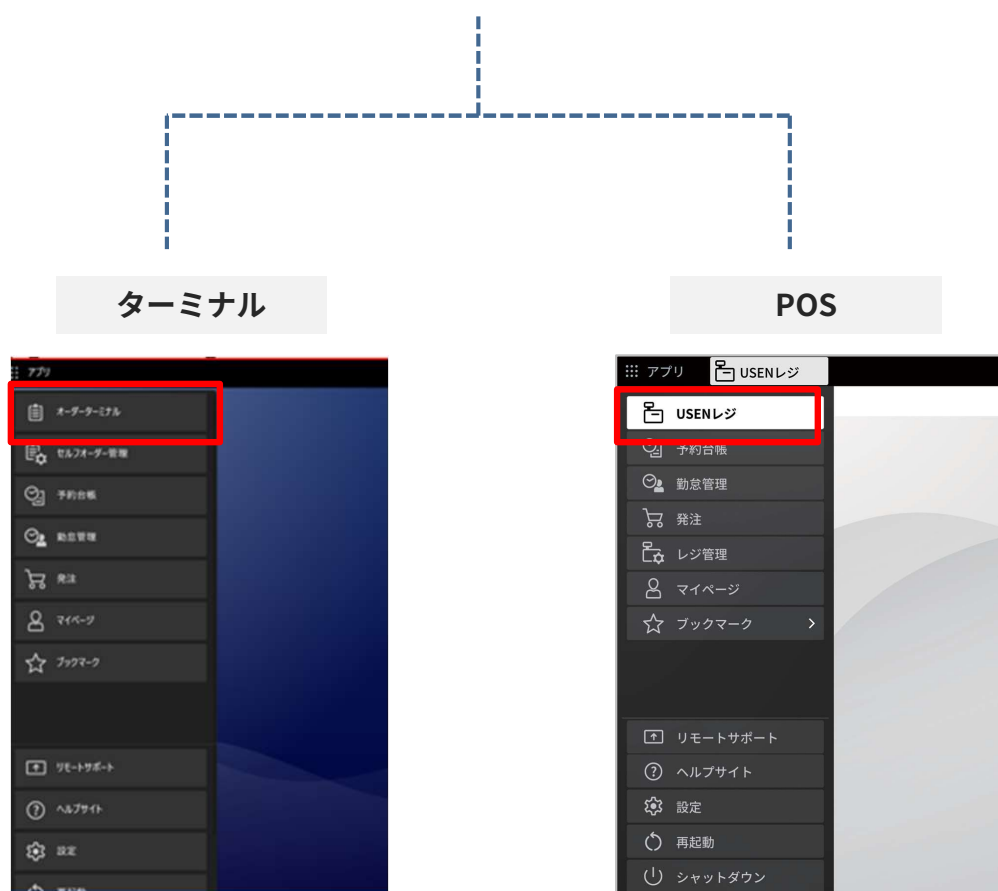 ターミナル
アプリ
オーダーターミナル
セルフオーダー管理
予約台帳
勤怠管理
発注
マイページ
ブックマーク
リモートサポート
ヘルプサイト
設定
再起動
POS
アプリ USENレジ
USENレジ
予約台帳
勤怠管理
発注
レジ管理
マイページ
ブックマーク
リモートサポート
ヘルプサイト
設定
再起動
シャットダウン